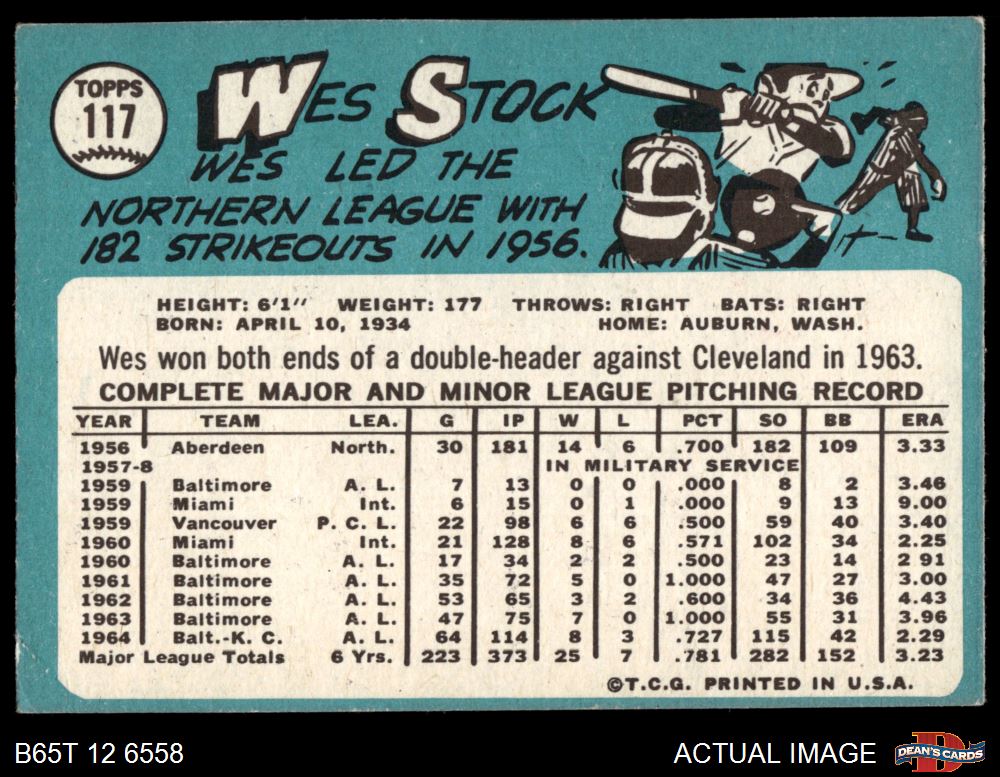 TOPPS
117
WES STOCK
WES LED THE
NORTHERN LEAGUE WITH
182 STRIKEOUTS IN 1956.
HEIGHT: 6'1" WEIGHT: 177 THROWS: RIGHT BATS: RIGHT
BORN: APRIL 10, 1934 HOME: AUBURN, WASH.
Wes won both ends of a double-header against Cleveland in 1963.
COMPLETE MAJOR AND MINOR LEAGUE PITCHING RECORD
YEAR TEAM LEA. G IP W L PCT SO BB ERA
1956 Aberdeen North. 30 181 14 6 .700 182 109 3.33
1957-8 IN MILITARY SERVICE
1959 Baltimore A. L. 7 13 0 0 .000 8 2 3.46
1959 Miami Int. 6 15 0 1 .000 9 13 9.00
1959 Vancouver P. C. L. 22 98 6 6 .500 59 40 3.40
1960 Miami Int. 21 128 8 6 .571 102 34 2.25
1960 Baltimore A. L. 17 34 2 2 .500 23 14 2 91
1961 Baltimore A. L. 35 72 5 0 1.000 47 27 3.00
1962 Baltimore A. L. 53 65 3 2 .600 34 36 4.43
1963 Baltimore A. L. 47 75 7 0 1.000 55 31 3.96
1964 Balt.-K. C. A. L. 64 114 8 3 .727 115 42 2.29
Major League Totals 6 Yrs. 223 373 25 7 .781 282 152 3.23
©T.C.G. PRINTED IN U.S.A.
B65T 12 6558
ACTUAL IMAGE
DEAN'S CARDS